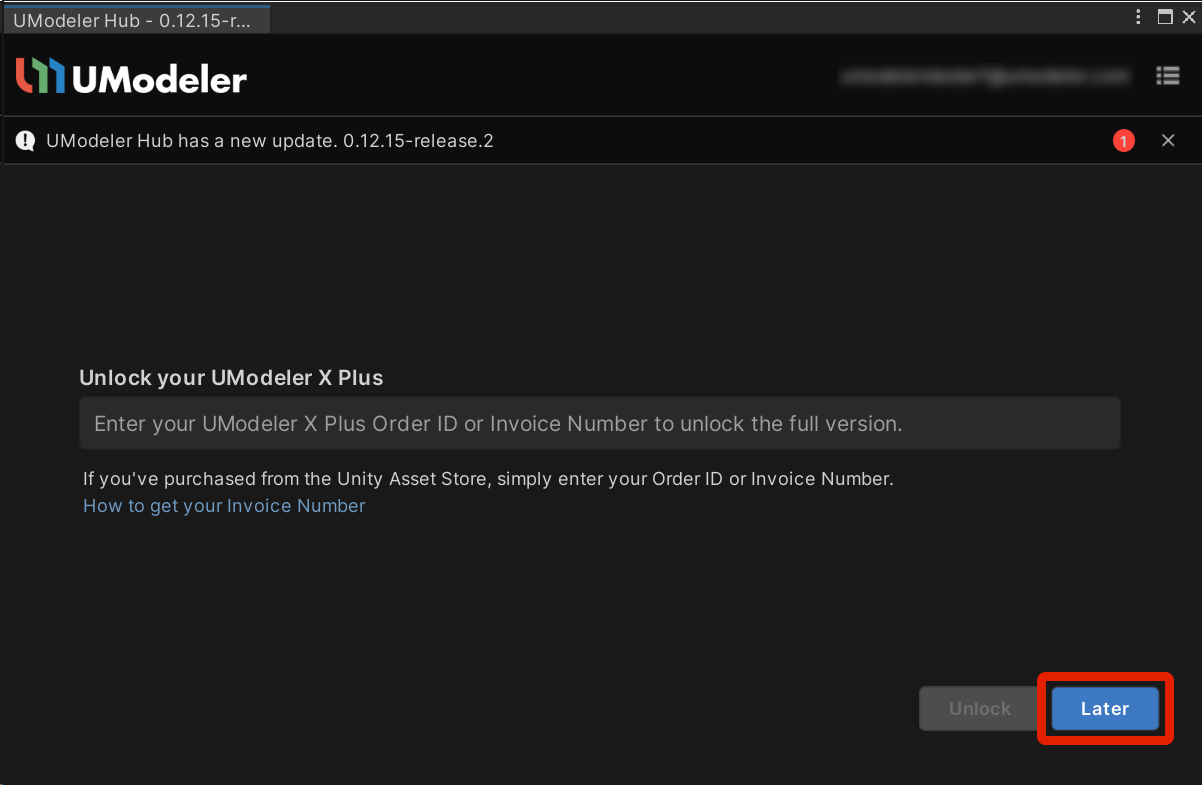 UModeler Hub - 0.12.15-r...
UModeler
UModeler Hub has a new update. 0.12.15-release.2
1
Unlock your UModeler X Plus
Enter your UModeler X Plus Order ID or Invoice Number to unlock the full version.
If you've purchased from the Unity Asset Store, simply enter your Order ID or Invoice Number.
How to get your Invoice Number
Unlock
Later